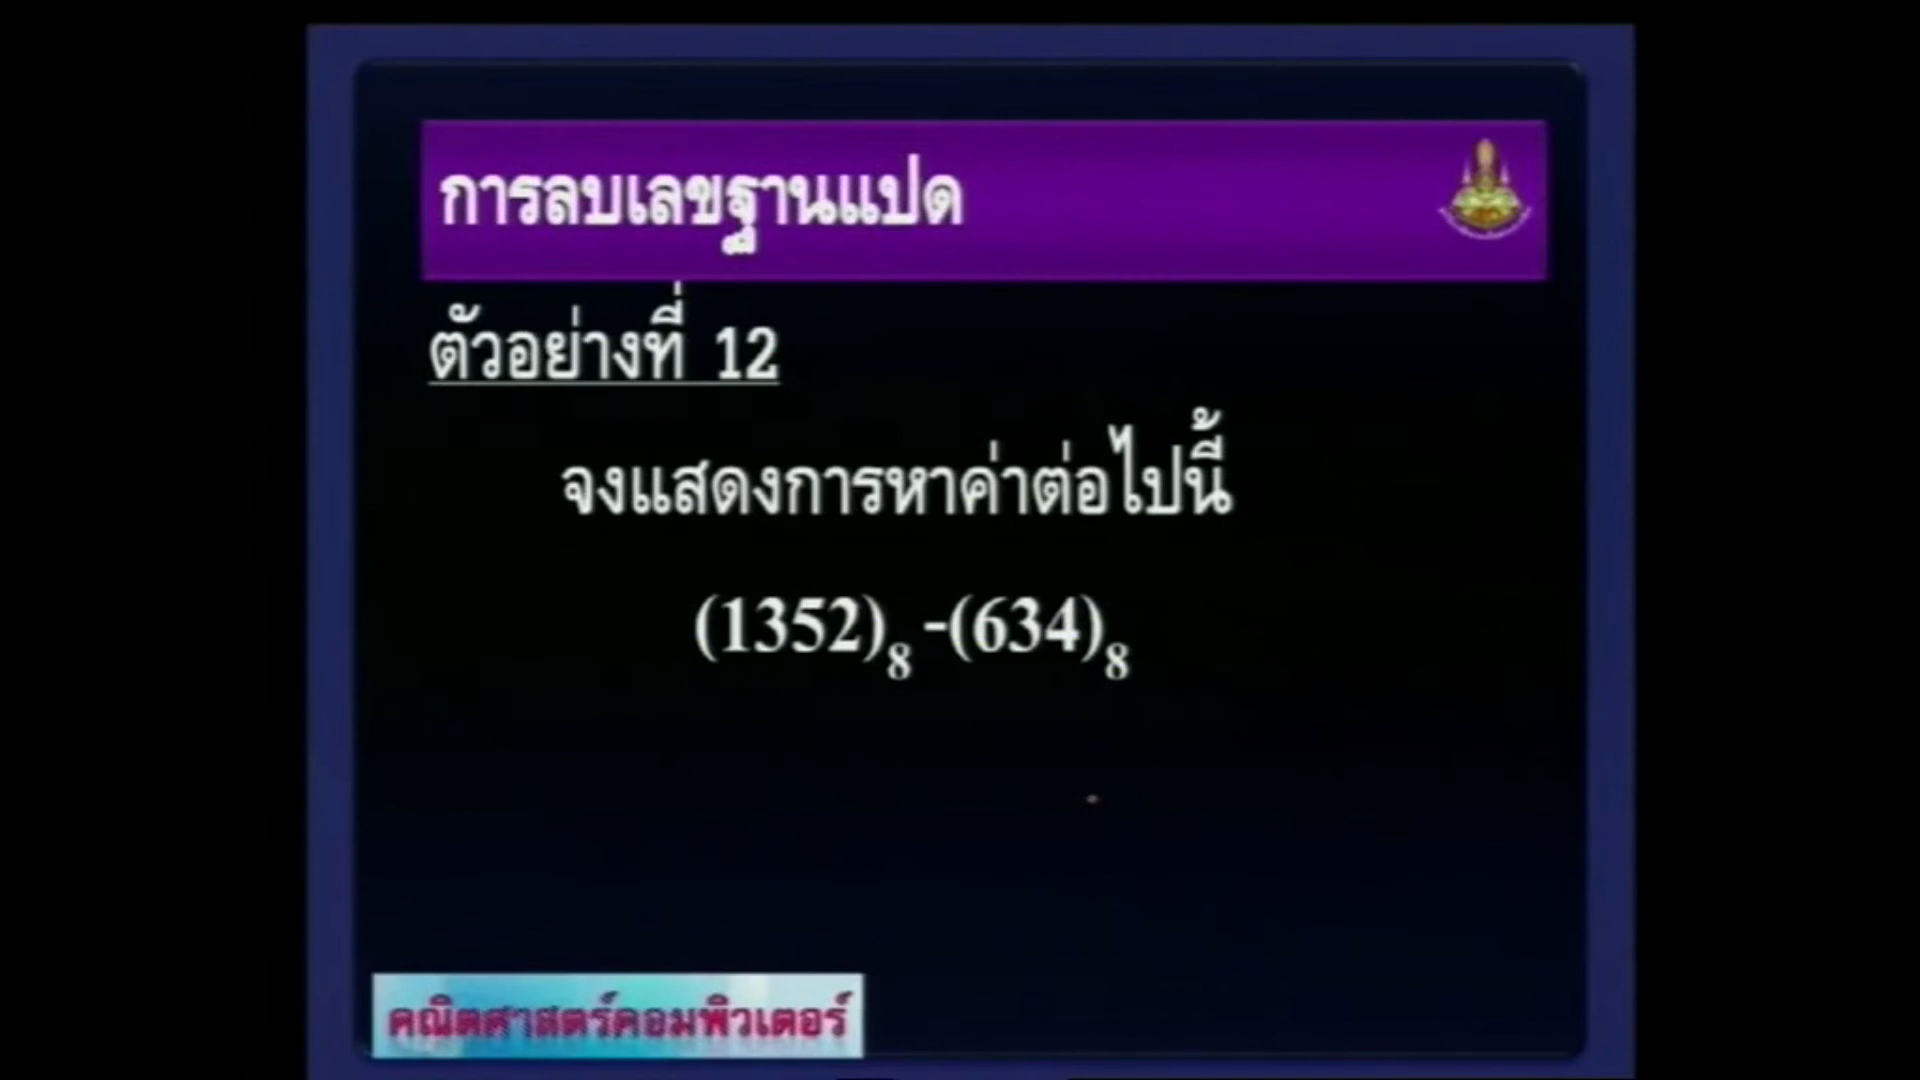 การลบเลขฐานแปด
ตัวอย่างที่ 12
จงแสดงการหาค่าต่อไปนี้
(1352)₈ -(634)₈
คณิตศาสตร์คอมพิวเตอร์